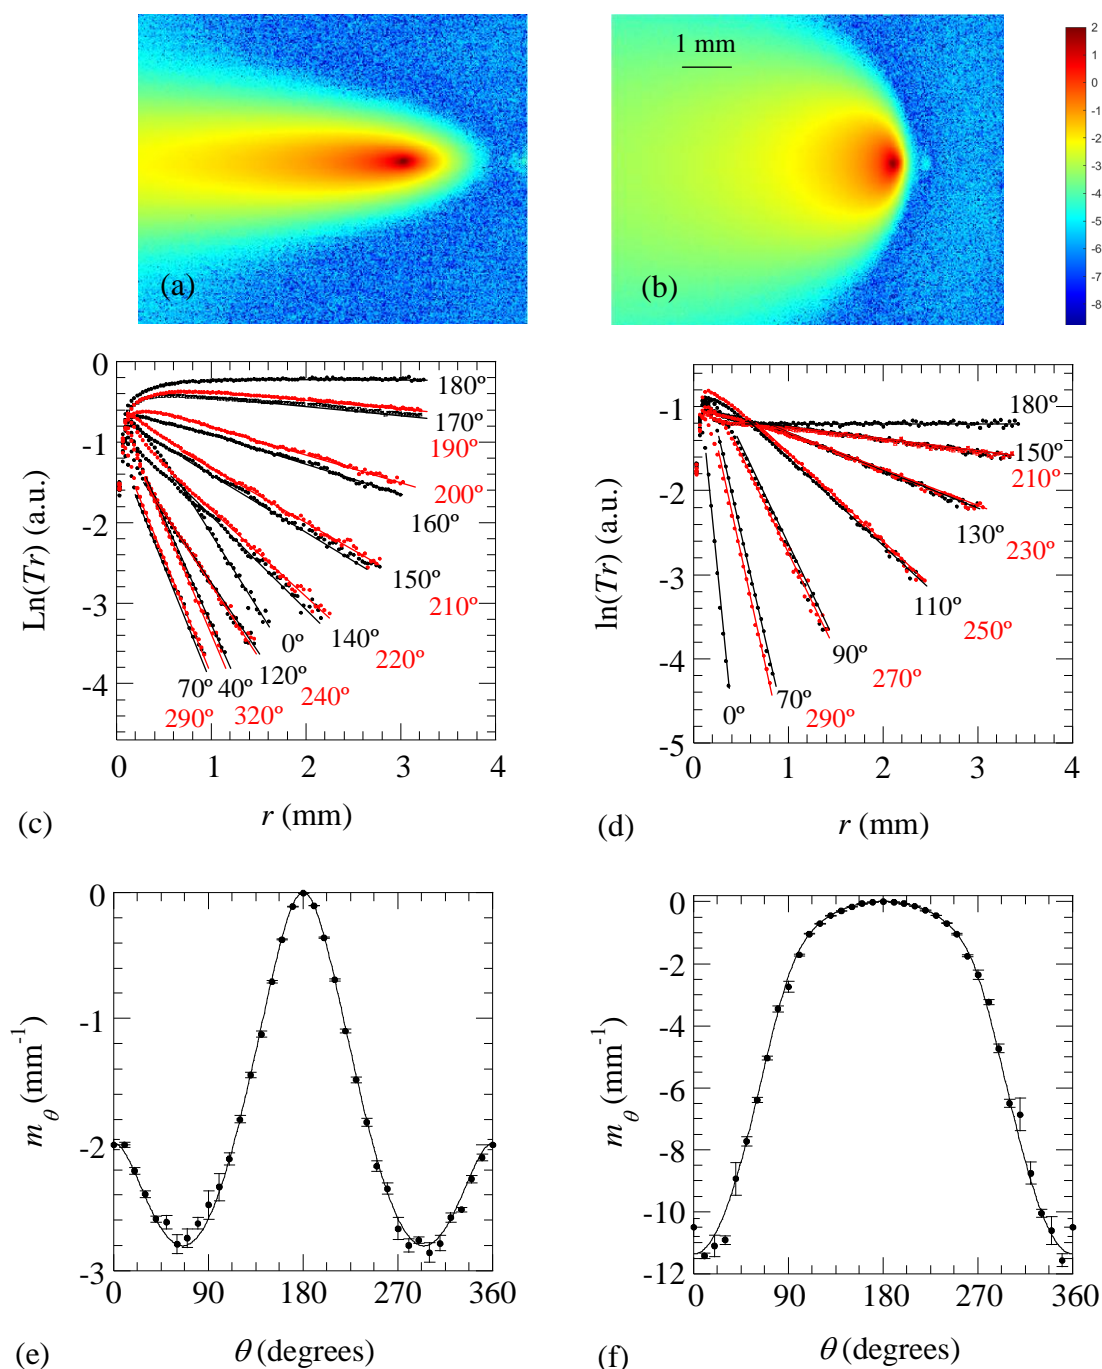 1 mm
(a)
(b)
2
1
0
-1
-2
-3
-4
-5
-6
-7
-8
0
-1
-2
-3
-4
Ln(Tr) (a.u.)
180º
170º
190º
200º
160º
150º
210º
0º
140º
220º
120º
240º
70º
40º
290º
320º
0 1 2 3 4
r (mm)
(c)
-1
-2
-3
-4
-5
ln(Tr) (a.u.)
180º
150º
210º
130º
230º
110º
250º
90º
270º
70º
0º
290º
0 1 2 3 4
r (mm)
(d)
0
-1
-2
-3
mθ (mm-1)
0 90 180 270 360
θ (degrees)
(e)
0
-2
-4
-6
-8
-10
-12
mθ (mm-1)
0 90 180 270 360
θ (degrees)
(f)